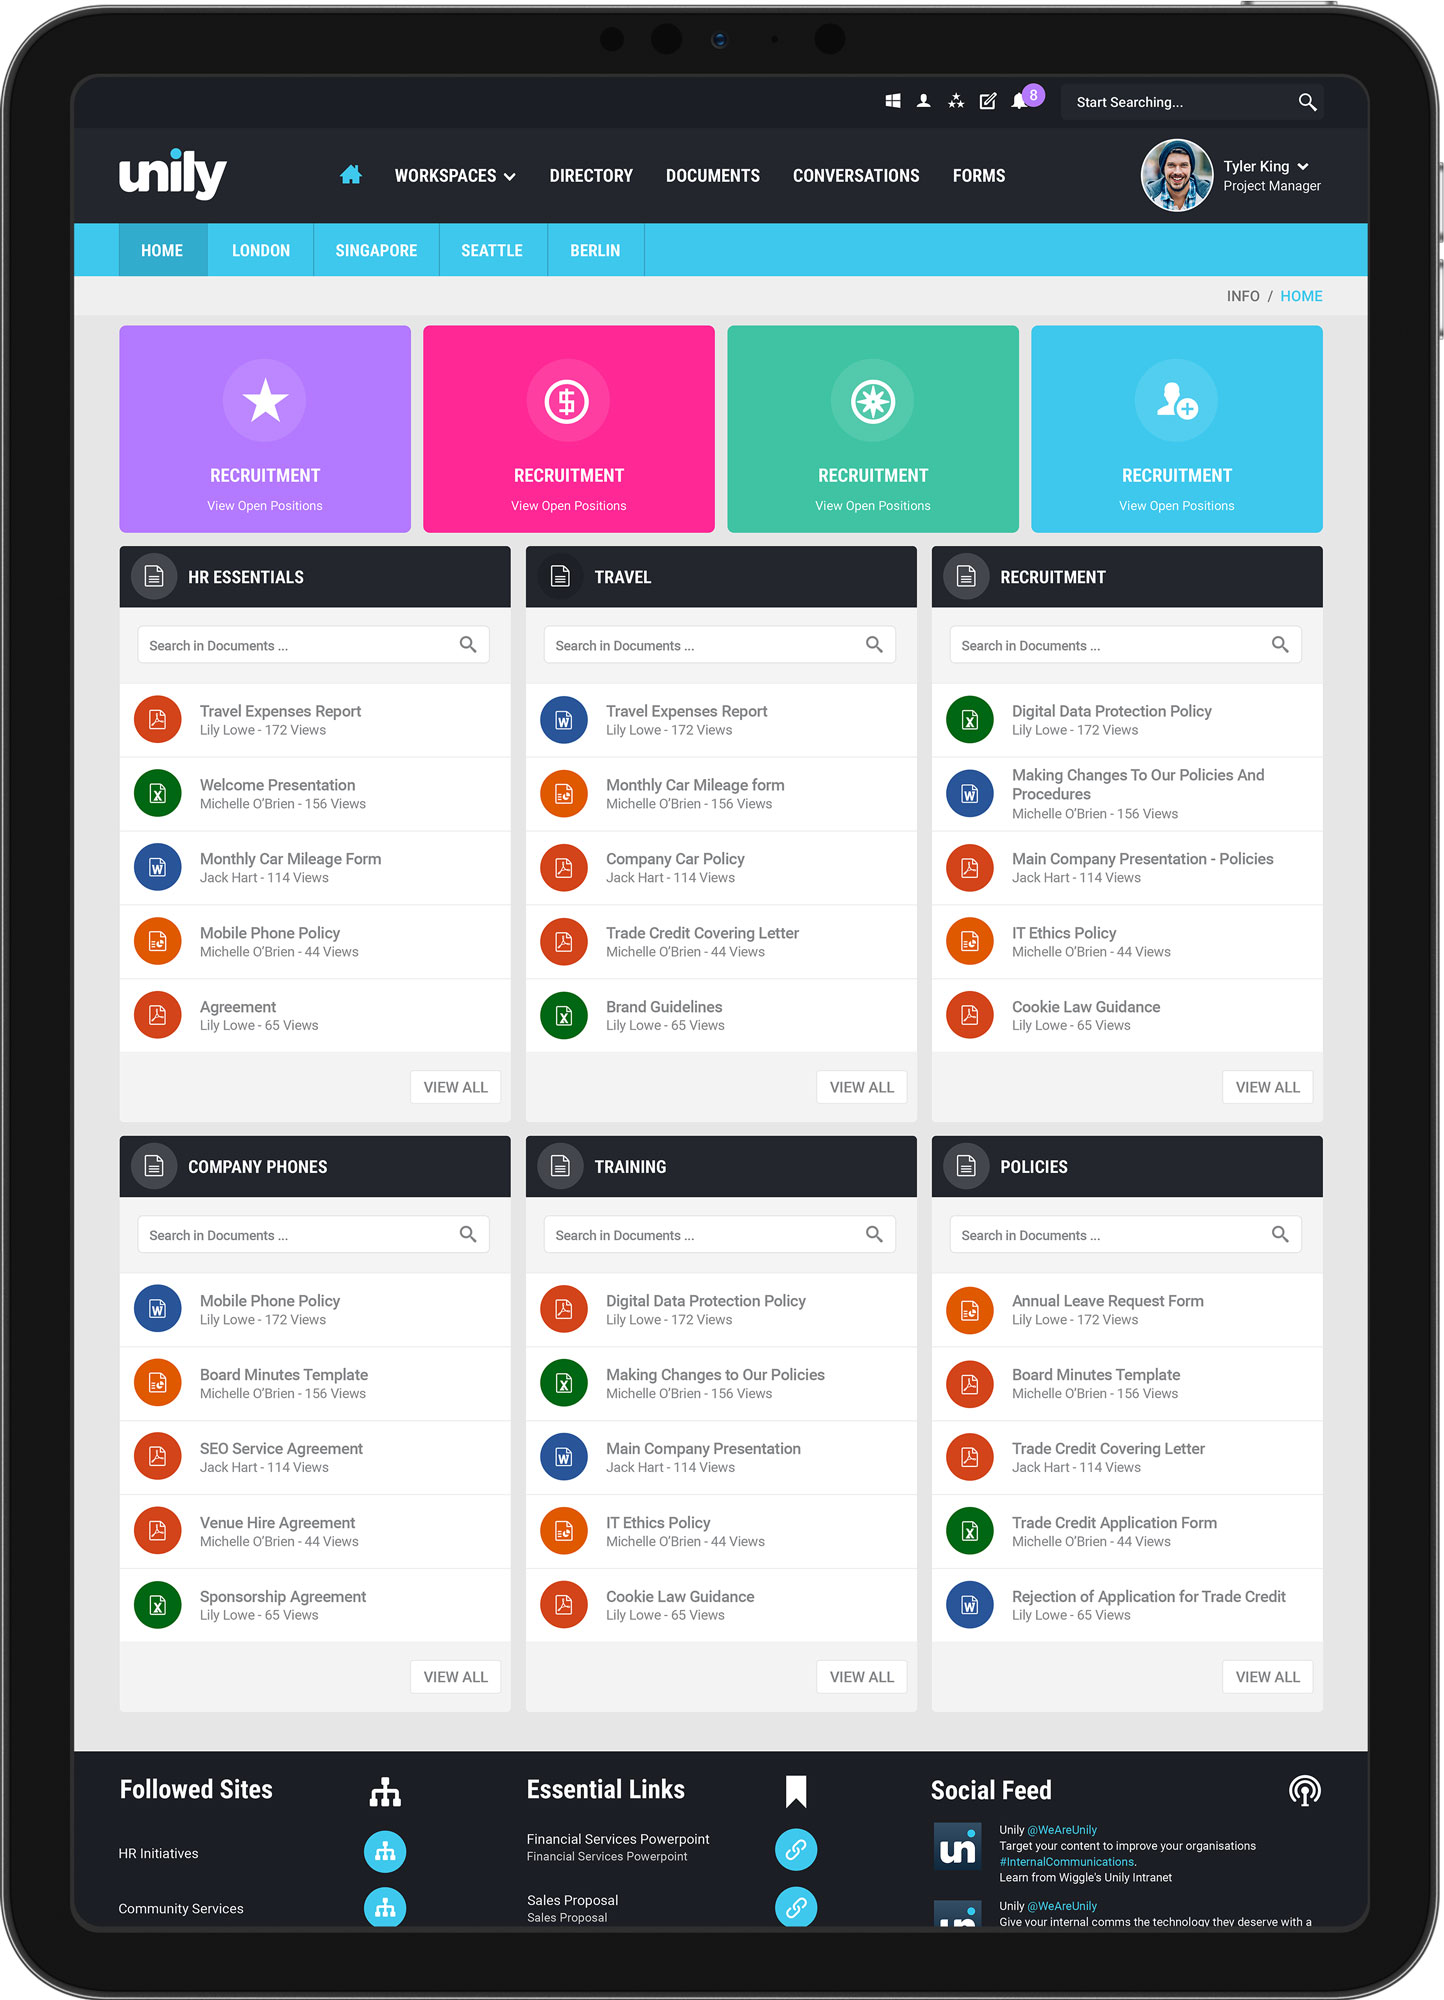 8
Start Searching...
unily
WORKSPACES
DIRECTORY
DOCUMENTS
CONVERSATIONS
FORMS
Tyler King
Project Manager
HOME
LONDON
SINGAPORE
SEATTLE
BERLIN
INFO / HOME
RECRUITMENT
View Open Positions
RECRUITMENT
View Open Positions
RECRUITMENT
View Open Positions
RECRUITMENT
View Open Positions
HR ESSENTIALS
Search in Documents ...
Travel Expenses Report
Lily Lowe - 172 Views
Welcome Presentation
Michelle O'Brien - 156 Views
Monthly Car Mileage Form
Jack Hart - 114 Views
Mobile Phone Policy
Michelle O'Brien - 44 Views
Agreement
Lily Lowe - 65 Views
VIEW ALL
TRAVEL
Search in Documents ...
Travel Expenses Report
Lily Lowe - 172 Views
Monthly Car Mileage form
Michelle O'Brien - 156 Views
Company Car Policy
Jack Hart - 114 Views
Trade Credit Covering Letter
Michelle O'Brien - 44 Views
Brand Guidelines
Lily Lowe - 65 Views
VIEW ALL
RECRUITMENT
Search in Documents ...
Digital Data Protection Policy
Lily Lowe - 172 Views
Making Changes To Our Policies And
Procedures
Michelle O'Brien - 156 Views
Main Company Presentation - Policies
Jack Hart - 114 Views
IT Ethics Policy
Michelle O'Brien - 44 Views
Cookie Law Guidance
Lily Lowe - 65 Views
VIEW ALL
COMPANY PHONES
Search in Documents ...
Mobile Phone Policy
Lily Lowe - 172 Views
Board Minutes Template
Michelle O'Brien - 156 Views
SEO Service Agreement
Jack Hart - 114 Views
Venue Hire Agreement
Michelle O'Brien - 44 Views
Sponsorship Agreement
Lily Lowe - 65 Views
VIEW ALL
TRAINING
Search in Documents ...
Digital Data Protection Policy
Lily Lowe - 172 Views
Making Changes to Our Policies
Michelle O'Brien - 156 Views
Main Company Presentation
Jack Hart - 114 Views
IT Ethics Policy
Michelle O'Brien - 44 Views
Cookie Law Guidance
Lily Lowe - 65 Views
VIEW ALL
POLICIES
Search in Documents ...
Annual Leave Request Form
Lily Lowe - 172 Views
Board Minutes Template
Michelle O'Brien - 156 Views
Trade Credit Covering Letter
Jack Hart - 114 Views
Trade Credit Application Form
Michelle O'Brien - 44 Views
Rejection of Application for Trade Credit
Lily Lowe - 65 Views
VIEW ALL
Followed Sites
HR Initiatives
Community Services
Essential Links
Financial Services Powerpoint
Financial Services Powerpoint
Sales Proposal
Sales Proposal
Social Feed
un
Unily @WeAreUnily
Target your content to improve your organisations
#InternalCommunications.
Learn from Wiggle's Unily Intranet
un
Unily @WeAreUnily
Give your internal comms the technology they deserve with a